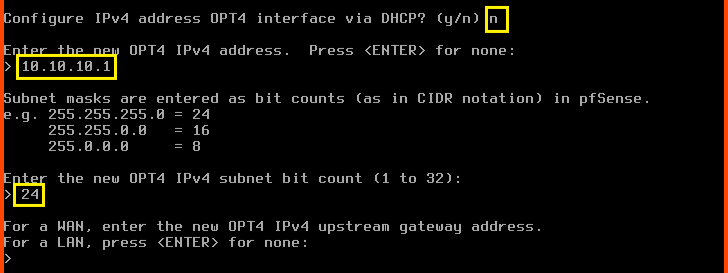 Configure IPv4 address OPT4 interface via DHCP? (y/n) n
Enter the new OPT4 IPv4 address.  Press <ENTER> for none:
> 10.10.10.1
Subnet masks are entered as bit counts (as in CIDR notation) in pfSense.
e.g. 255.255.255.0 = 24
     255.255.0.0   = 16
     255.0.0.0     = 8
Enter the new OPT4 IPv4 subnet bit count (1 to 32):
> 24
For a WAN, enter the new OPT4 IPv4 upstream gateway address.
For a LAN, press <ENTER> for none:
>